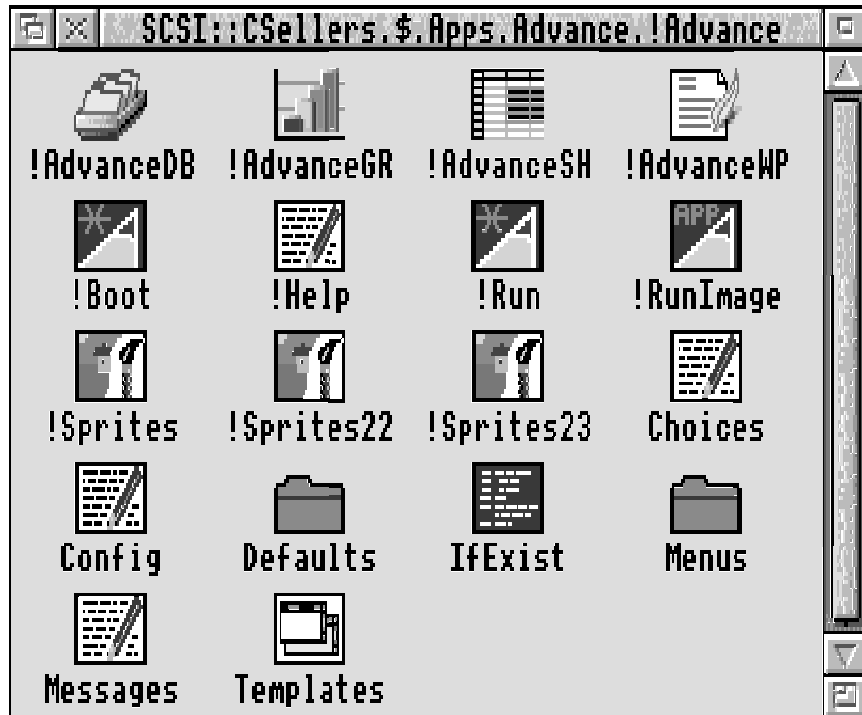 SCSI::CSellers.$.Apps.Advance.!Advance
!AdvanceDB !AdvanceGR !AdvanceSH !AdvanceWP
APP
!Boot !Help !Run !RunImage
!Sprites !Sprites22 !Sprites23 Choices
Config Defaults IfExist Menus
Messages Templates